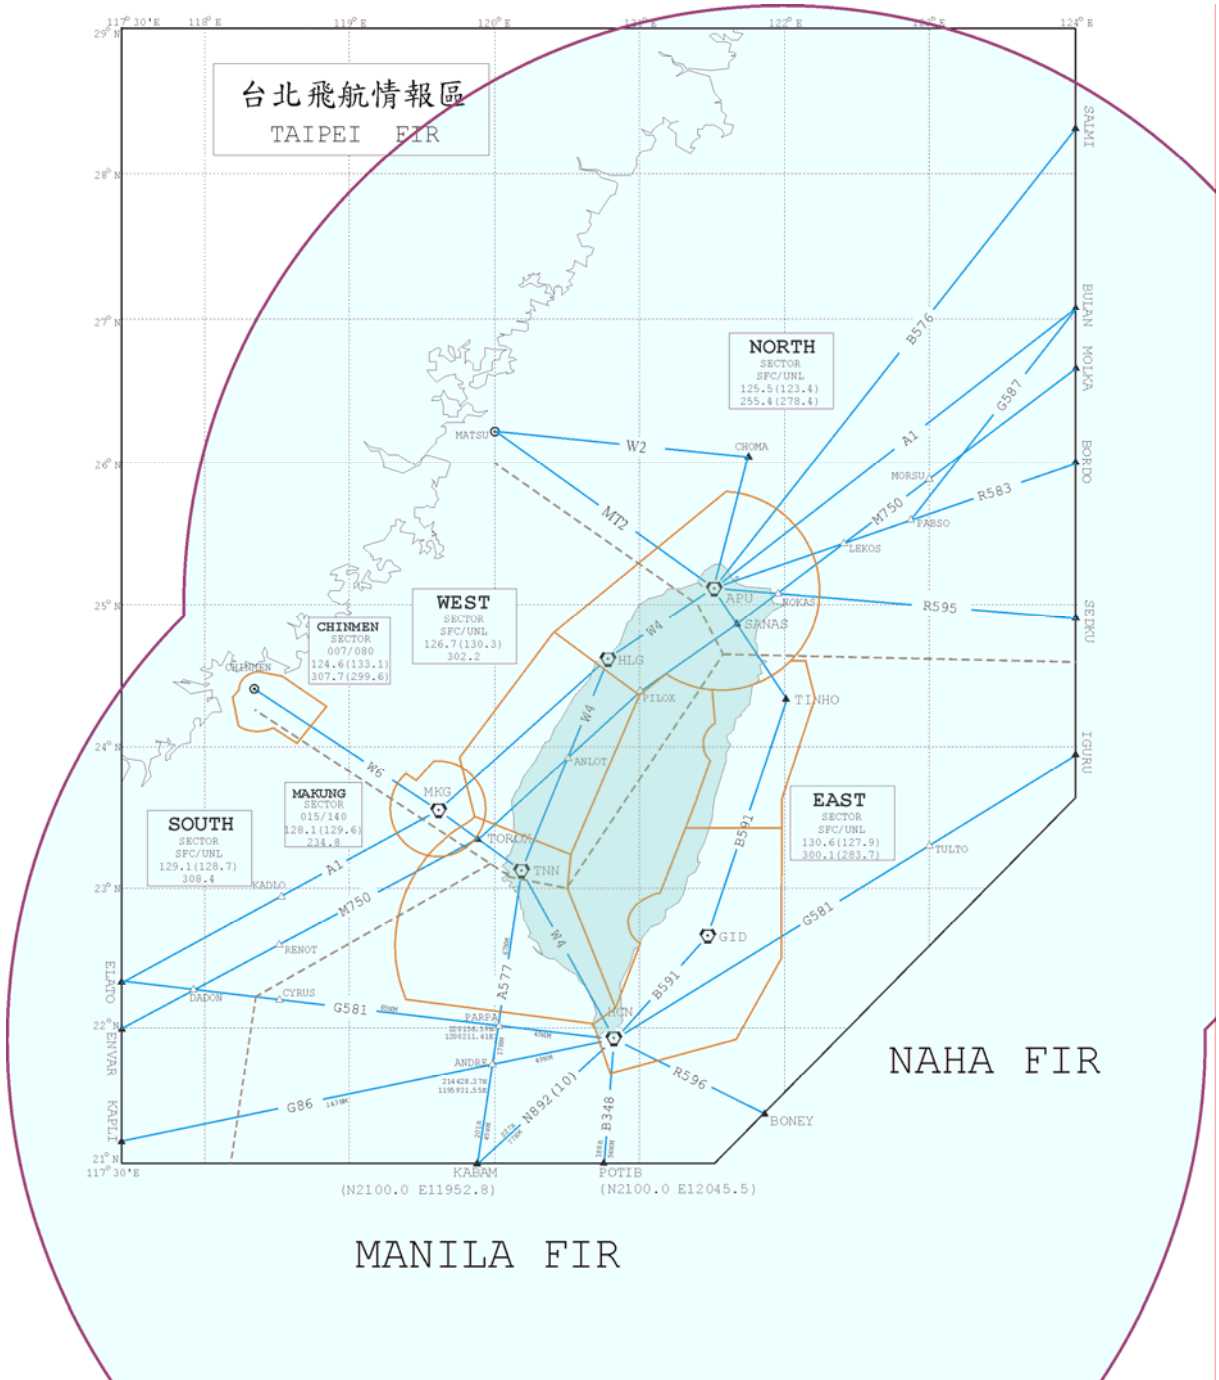 117°30'E
118°E
119°E
120°E
122°E
124°E
29°N
台北飛航情報區
TAIPEI FIR
SALMI
28°N
BULAN
27°N
B576
NORTH
SECTOR
SFC/UNL
125.5(123.4)
255.4(278.4)
MOLKA
G587
MATSU
W2
CHOMA
A1
BORDO
26°N
MORSU
R583
M750
PABSO
MT2
LEKOS
WEST
SECTOR
SFC/UNL
126.7(130.3)
302.2
APU
NOKAS
R595
SEDKU
25°N
CHINMEN
SECTOR
007/080
124.6(133.1)
307.7(299.6)
W4
SANAS
CHINMEN
HLG
PILOX
TINHO
W4
24°N
IGURU
W6
ANLOT
MAKUNG
SECTOR
015/140
128.1(129.6)
234.8
MKG
EAST
SECTOR
SFC/UNL
130.6(127.9)
300.1(283.7)
SOUTH
SECTOR
SFC/UNL
129.1(128.7)
308.4
B591
TOROX
TULTO
A1
TNN
23°N
KADLO
M750
G581
W4
GID
RENOT
A577
ELATO
B591
DADON
CYRUS
G581
HCN
PARPA
22°N
ENVAR
ANDRE
214428.27N
1195931.55E
NAHA FIR
R596
G86
N892(10)
B348
KAPLI
BONEY
21°N
117°30'E
KABAM
(N2100.0 E11952.8)
POTIB
(N2100.0 E12045.5)
MANILA FIR